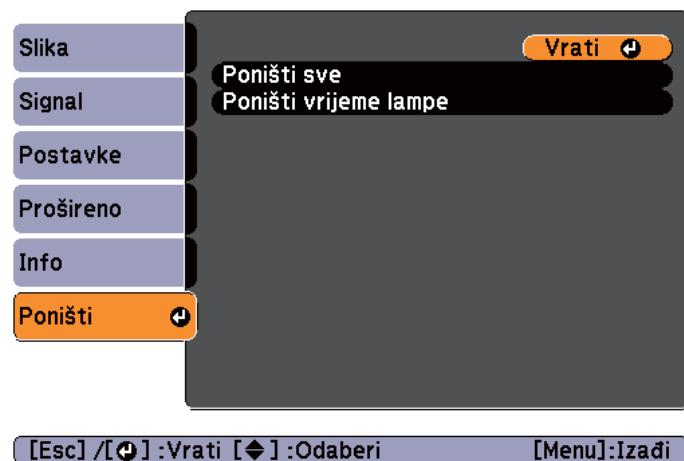 Slika
Signal
Postavke
Prošireno
Info
Poništi
Vrati
Poništi sve
Poništi vrijeme lampe
[Esc] /[⏎] :Vrati [◆] :Odaberi [Menu]:Izađi